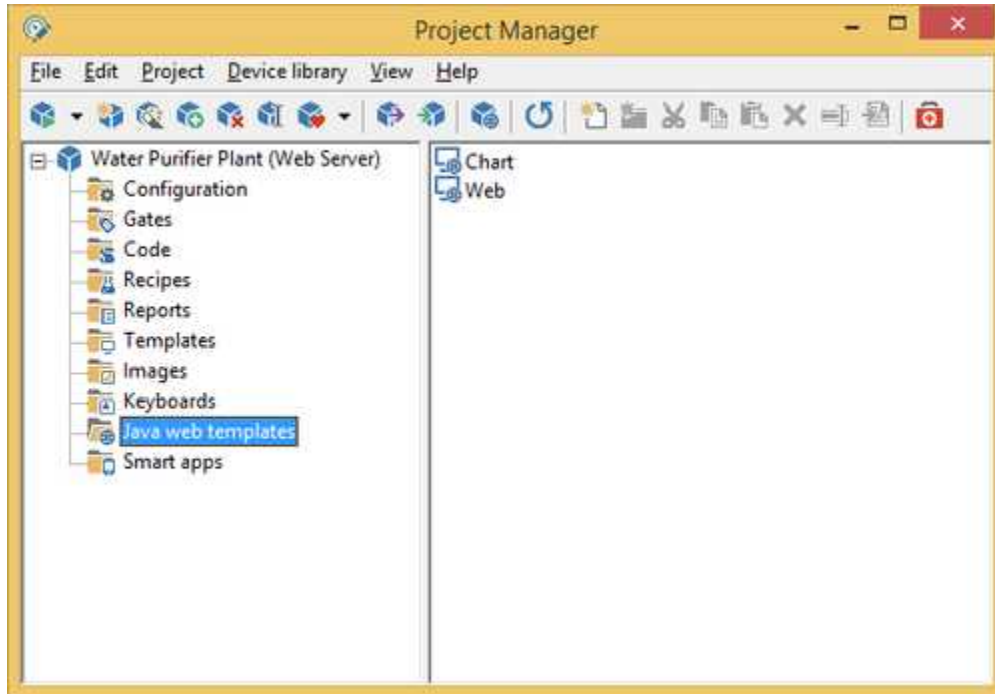 Project Manager
File Edit Project Device library View Help
Water Purifier Plant (Web Server)
Configuration
Gates
Code
Recipes
Reports
Templates
Images
Keyboards
Java web templates
Smart apps
Chart
Web